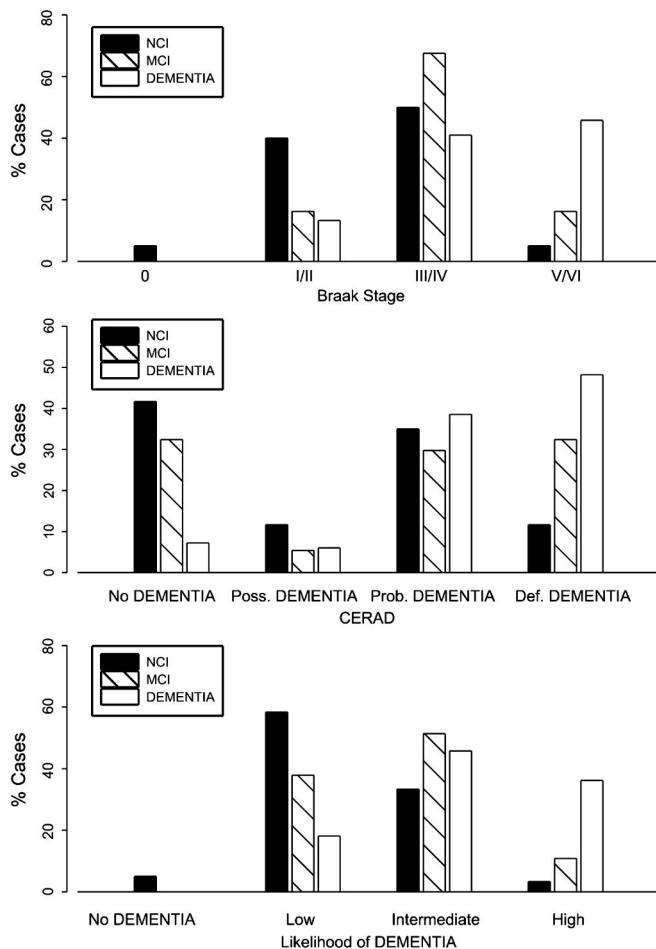 80
60
40
20
0
% Cases
NCI
MCI
DEMENTIA
0 I/II III/IV V/VI
Braak Stage
60
50
40
30
20
10
0
% Cases
NCI
MCI
DEMENTIA
No DEMENTIA Poss. DEMENTIA Prob. DEMENTIA Def. DEMENTIA
CERAD
80
60
40
20
0
% Cases
NCI
MCI
DEMENTIA
No DEMENTIA Low Intermediate High
Likelihood of DEMENTIA